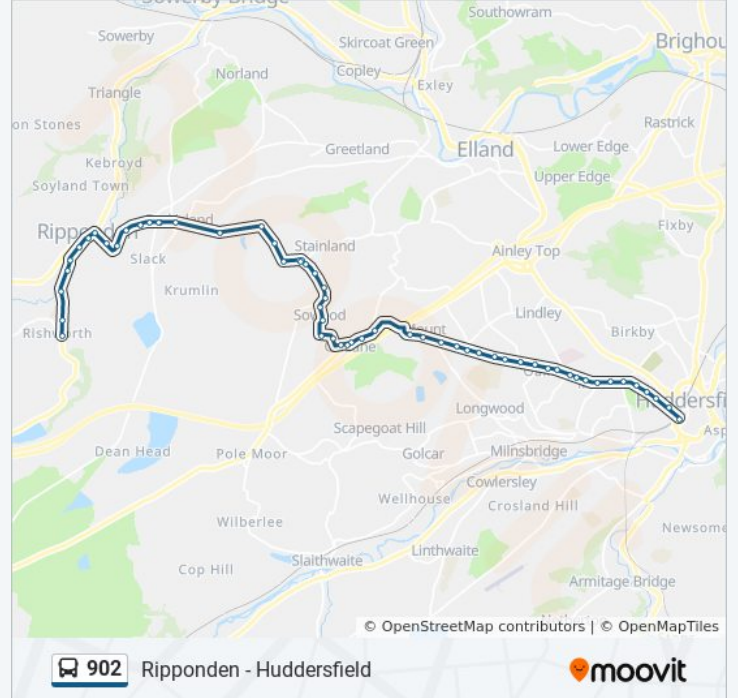 Sowerby Bridge
Southowram
Sowerby
Skircoat Green
Brighou
Norland
Copley
Exley
Triangle
on Stones
Rastrick
Greetland
Elland
Lower Edge
Kebroyd
Upper Edge
Soyland Town
Fixby
Stainland
Ainley Top
Slack
Krumlin
Lindley
Birkby
Rishworth
Longwood
Scapegoat Hill
Dean Head
Pole Moor
Golcar
Milnsbridge
Cowlersley
Wellhouse
Crosland Hill
Wilberlee
Newsome
Linthwaite
Slaithwaite
Cop Hill
Armitage Bridge
© OpenStreetMap contributors | © OpenMapTiles
902 Ripponden - Huddersfield
moovit